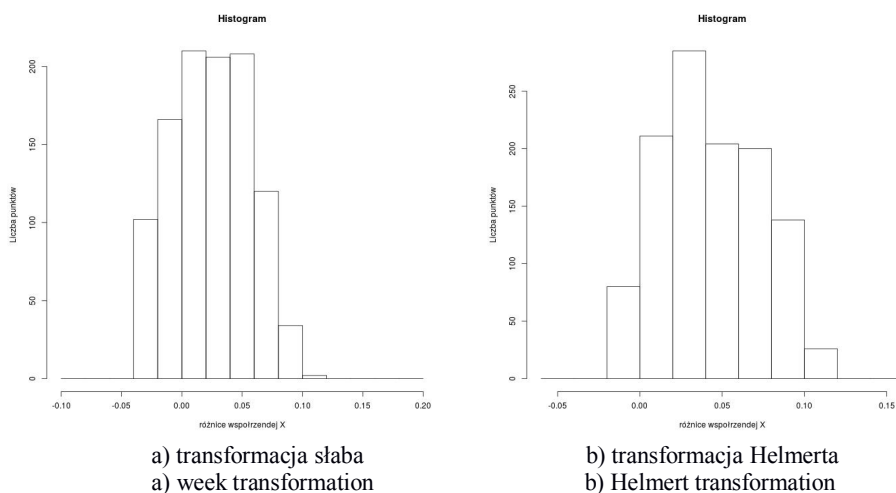 Histogram
Liczba punktów
200
150
100
50
0
-0.10 -0.05 0.00 0.05 0.10 0.15 0.20
różnice współrzendej X
a) transformacja słaba
a) week transformation
Histogram
Liczba punktów
250
200
150
100
50
0
-0.05 0.00 0.05 0.10 0.15
różnice współrzendej X
b) transformacja Helmerta
b) Helmert transformation